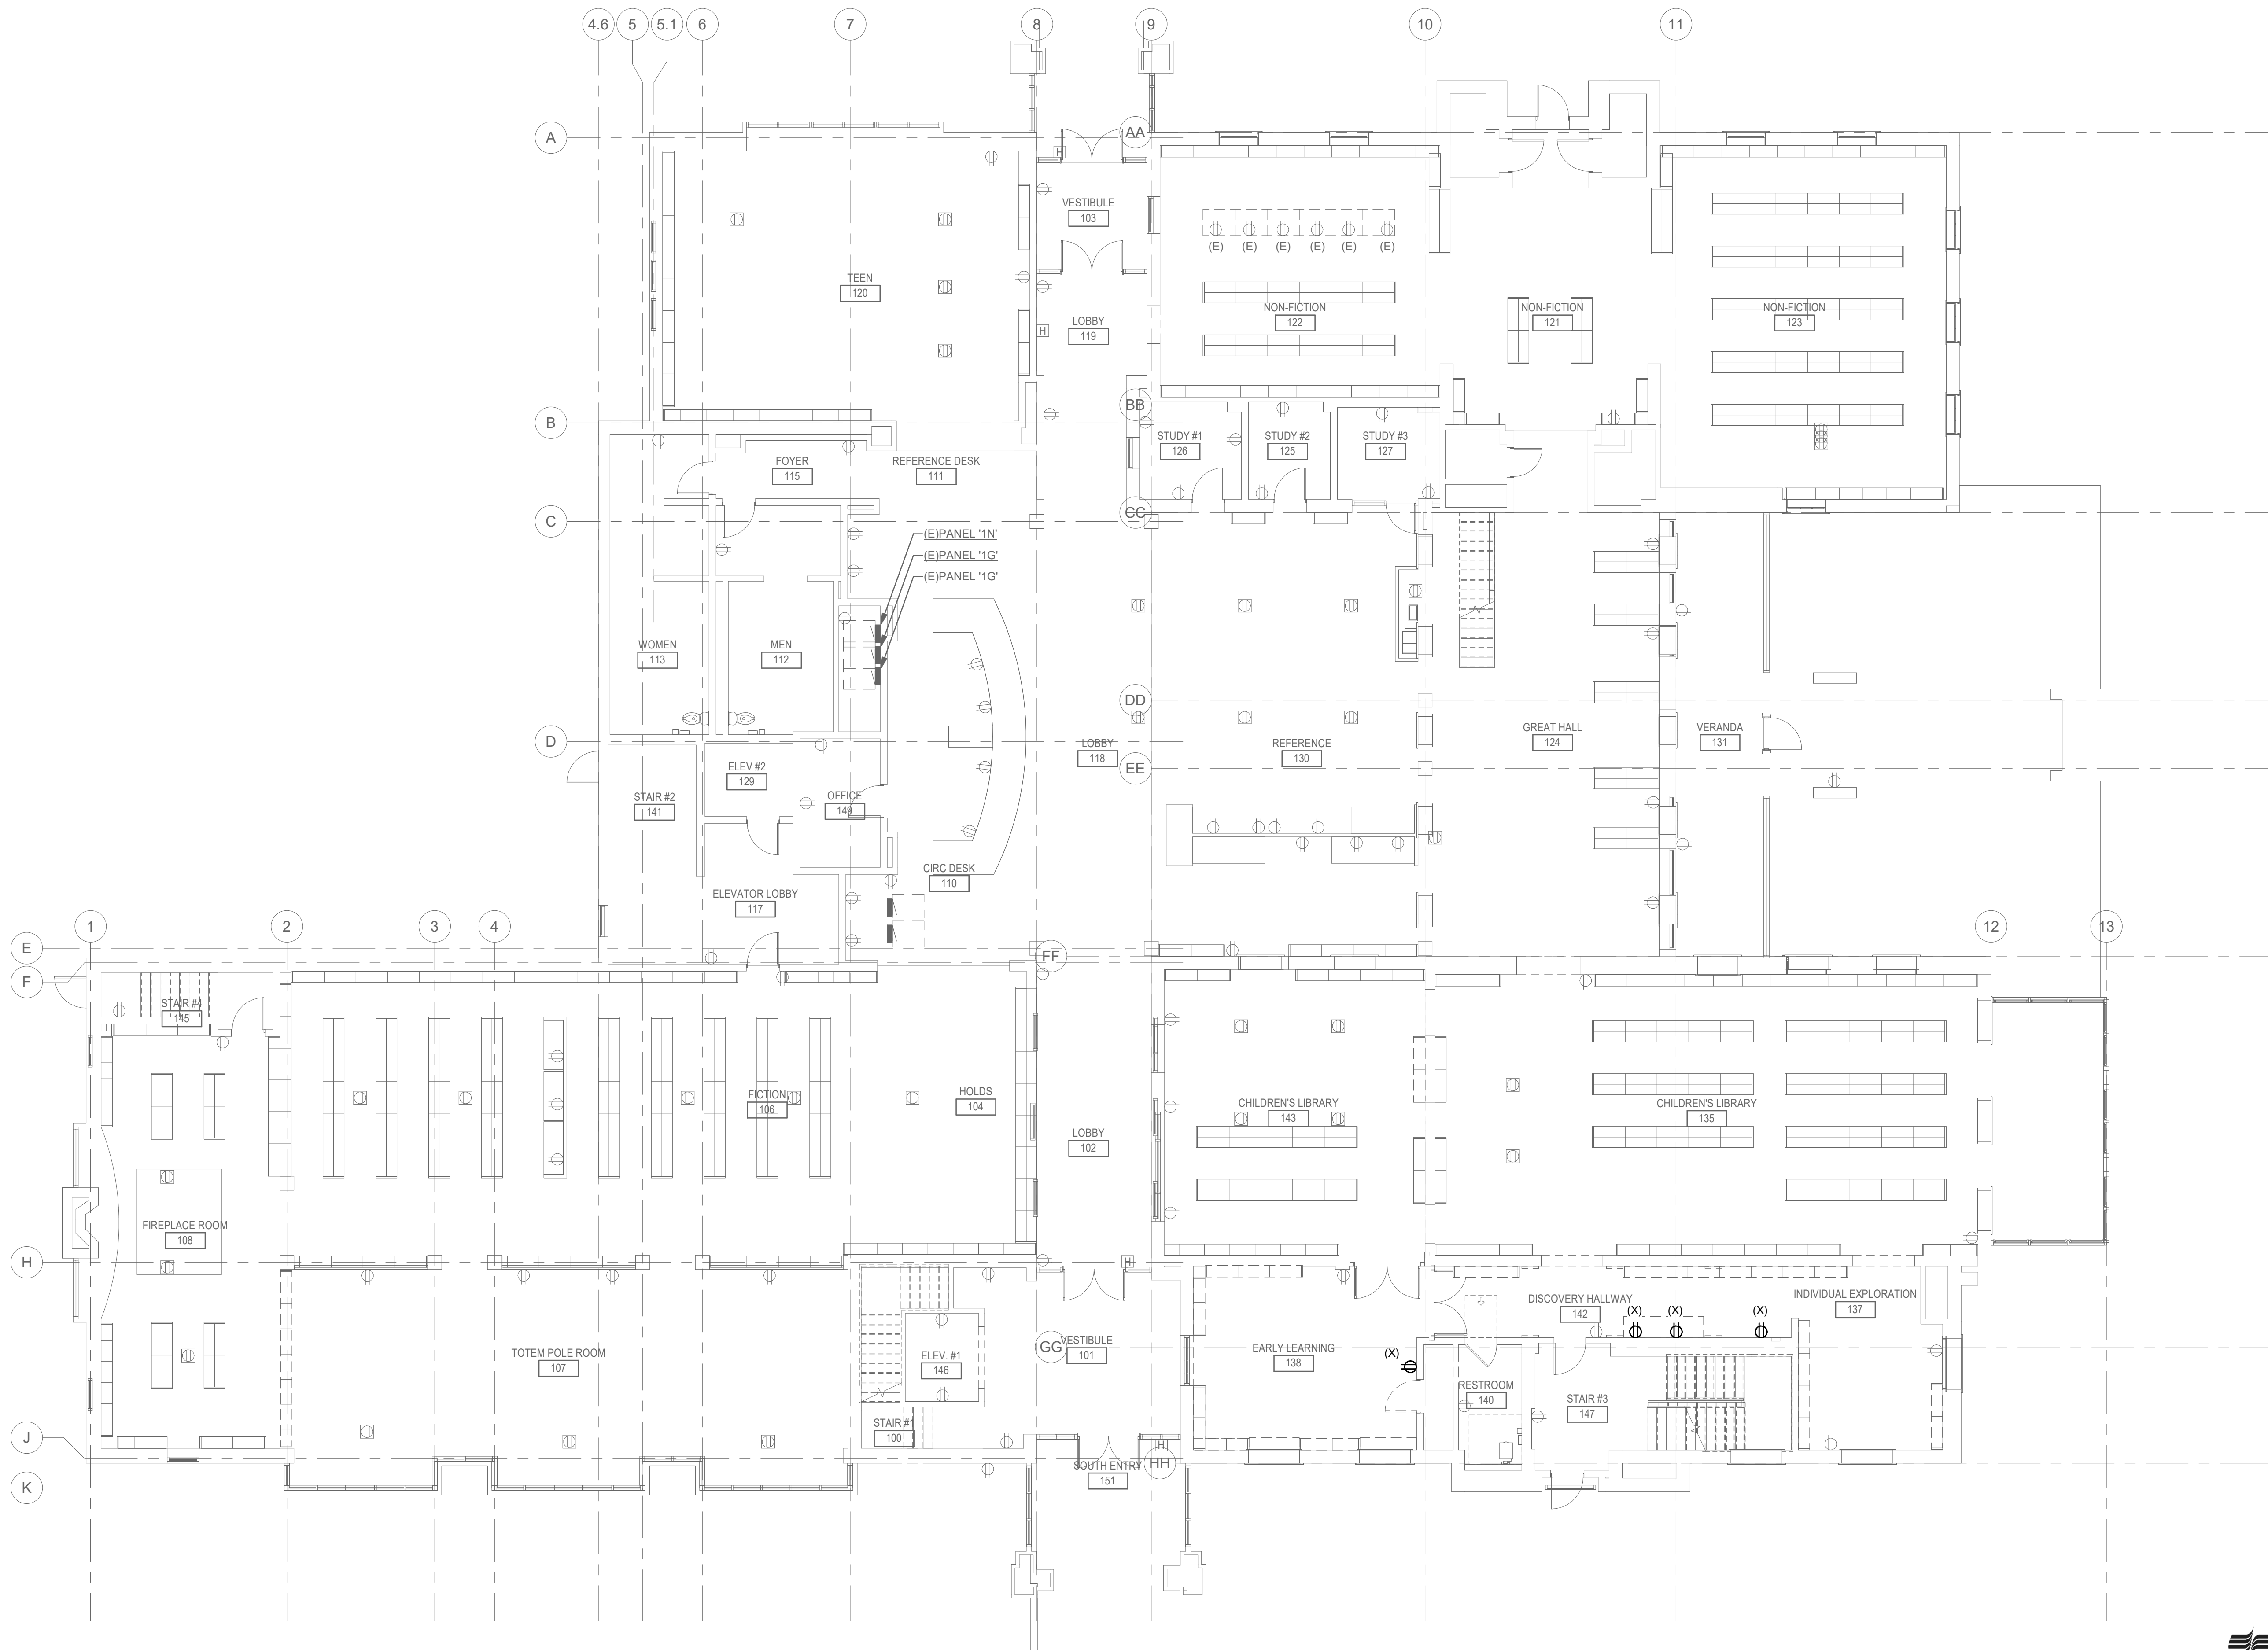 4.6 5 5.1 6 7 8 9 10 11
A
AA
H
VESTIBULE
103
(E) (E) (E) (E) (E) (E)
TEEN
120
LOBBY
119
H
NON-FICTION
122
NON-FICTION
121
NON-FICTION
123
BB
B
STUDY #1
126
STUDY #2
125
STUDY #3
127
FOYER
115
REFERENCE DESK
111
CC
C
(E)PANEL '1N'
(E)PANEL '1G'
(E)PANEL '1G'
WOMEN
113
MEN
112
DD
D
LOBBY
118
REFERENCE
130
GREAT HALL
124
VERANDA
131
EE
ELEV #2
129
STAIR #2
141
OFFICE
149
CIRC DESK
110
ELEVATOR LOBBY
117
1 2 3 4
12 13
E
FF
F
STAIR #4
145
FICTION
106
HOLDS
104
CHILDREN'S LIBRARY
143
CHILDREN'S LIBRARY
135
LOBBY
102
FIREPLACE ROOM
108
H
H
DISCOVERY HALLWAY
142
INDIVIDUAL EXPLORATION
137
(X) (X) (X)
GG
VESTIBULE
101
TOTEM POLE ROOM
107
ELEV. #1
146
EARLY LEARNING
138
(X)
RESTROOM
140
STAIR #3
147
STAIR #1
100
J
H
HH
SOUTH ENTRY
151
K